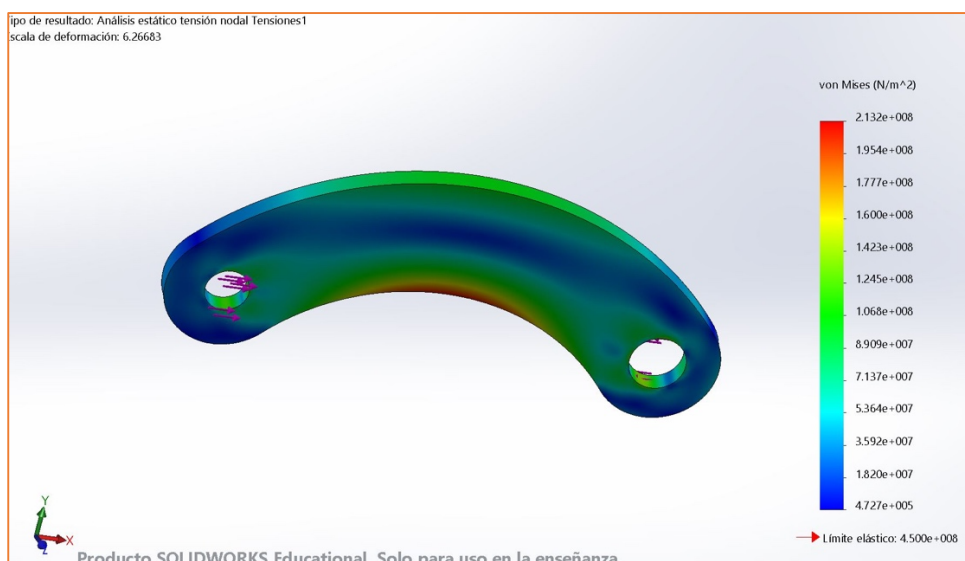 ipo de resultado: Análisis estático tensión nodal Tensiones1
scala de deformación: 6.26683
von Mises (N/m^2)
2.132e+008
1.954e+008
1.777e+008
1.600e+008
1.423e+008
1.245e+008
1.068e+008
8.909e+007
7.137e+007
5.364e+007
3.592e+007
1.820e+007
4.727e+005
Límite elástico: 4.500e+008
Y
X
Z
Producto SOLIDWORKS Educational. Solo para uso en la enseñanza